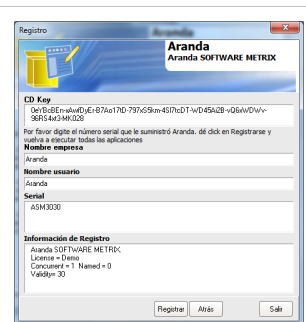 Registro
Aranda
Aranda SOFTWARE METRIX
CD Key
Por favor digite el número serial que le suministró Aranda. dé click en Registrarse y
vuelva a ejecutar todas las aplicaciones
Nombre empresa
Aranda
Nombre usuario
Aranda
Serial
ASM3030
Información de Registro
Aranda SOFTWARE METRIX.
License = Demo
Concurrent = 1 Named = 0
Validity= 30
Registrar Atrás Salir